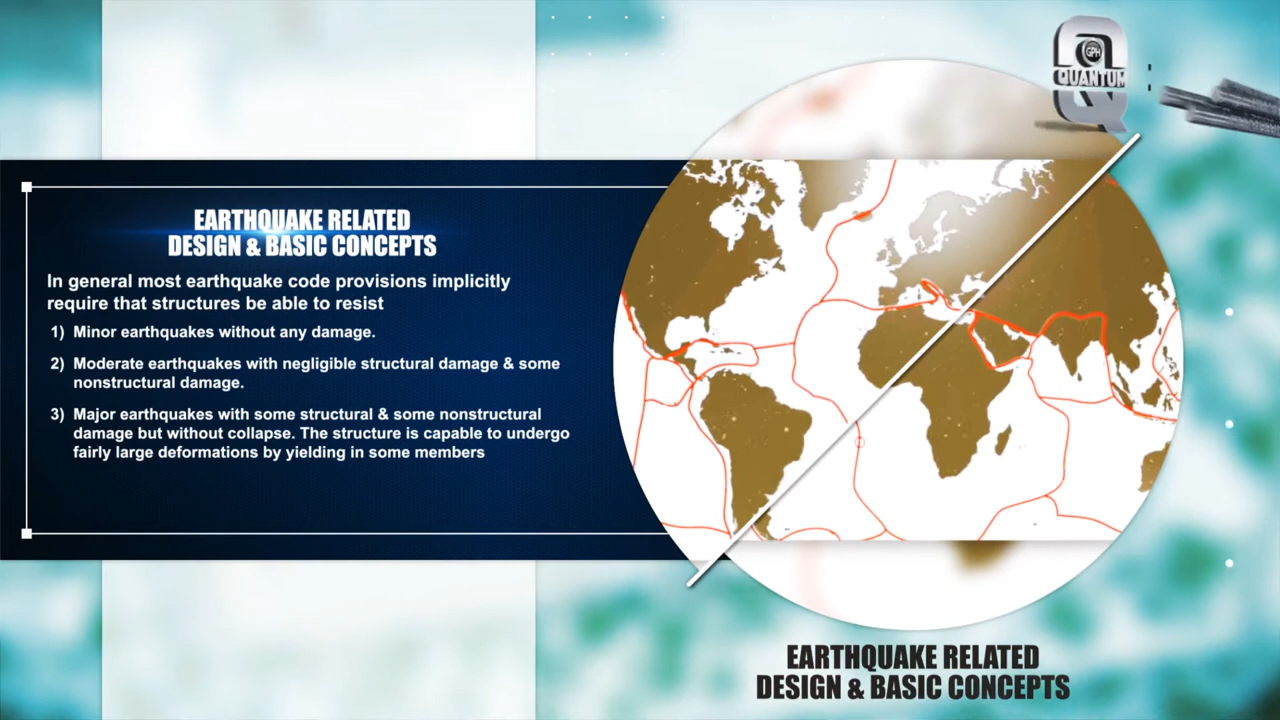 GPH
QUANTUM
EARTHQUAKE RELATED
DESIGN & BASIC CONCEPTS
In general most earthquake code provisions implicitly
require that structures be able to resist
1) Minor earthquakes without any damage.
2) Moderate earthquakes with negligible structural damage & some
nonstructural damage.
3) Major earthquakes with some structural & some nonstructural
damage but without collapse. The structure is capable to undergo
fairly large deformations by yielding in some members
EARTHQUAKE RELATED
DESIGN & BASIC CONCEPTS